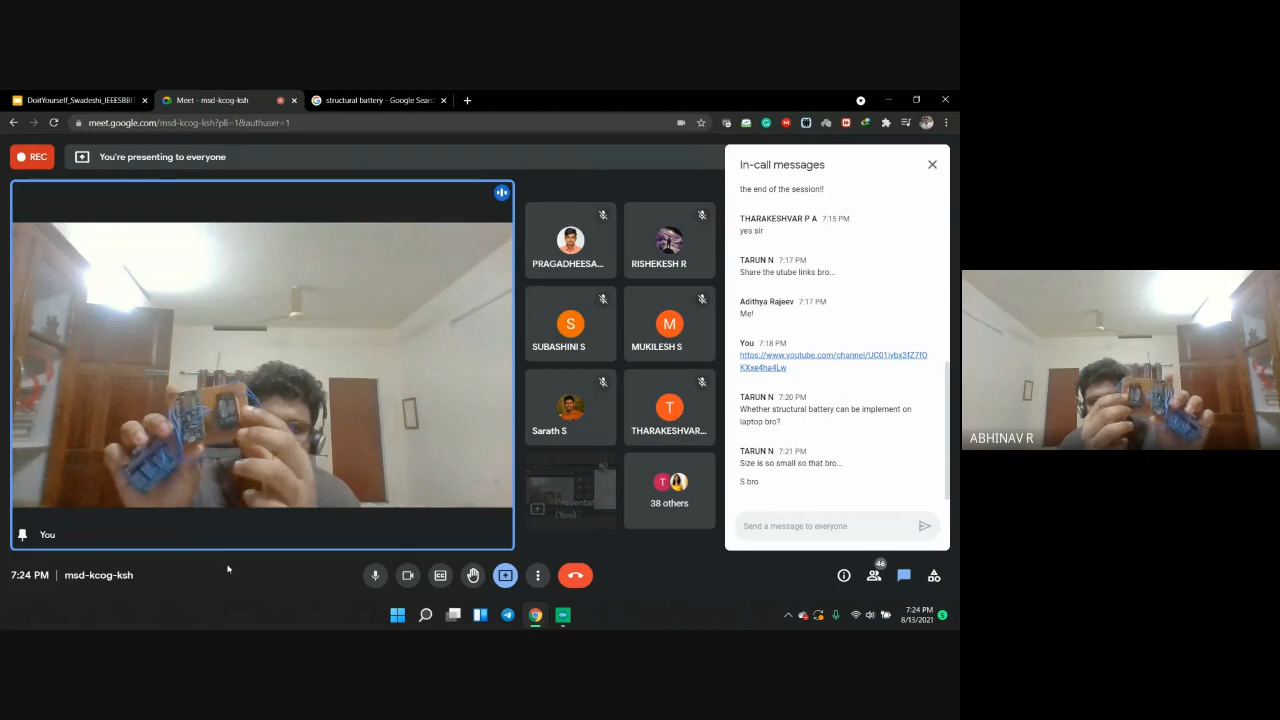 DoitYourself_Swadeshi_IEEESBBI
Meet - msd-kcog-ksh
structural battery - Google Sear
meet.google.com/msd-kcog-ksh?pli=1&authuser=1
REC
You're presenting to everyone
In-call messages
the end of the session!!
THARAKESHVAR P A 7:15 PM
yes sir
TARUN N 7:17 PM
Share the utube links bro...
Adithya Rajeev 7:17 PM
Me!
You 7:18 PM
https://www.youtube.com/channel/UC01iybx3fZ7fO
KXxe4ha4Lw
TARUN N 7:20 PM
Whether structural battery can be implement on
laptop bro?
TARUN N 7:21 PM
Size is so small so that bro...
S bro
Send a message to everyone
PRAGADHEESA...
RISHEKESH R
S
SUBASHINI S
M
MUKILESH S
Sarath S
T
THARAKESHVAR...
Presentation
(You)
T
38 others
You
7:24 PM | msd-kcog-ksh
46
7:24 PM
8/13/2021
5
ABHINAV R